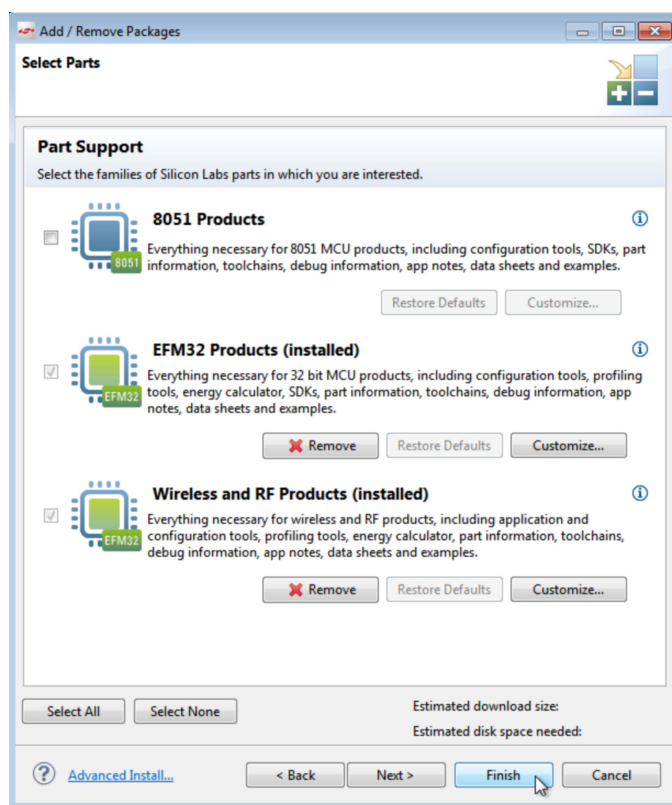 Add / Remove Packages
Select Parts
Part Support
Select the families of Silicon Labs parts in which you are interested.
8051 Products
Everything necessary for 8051 MCU products, including configuration tools, SDKs, part
information, toolchains, debug information, app notes, data sheets and examples.
8051
Restore Defaults
Customize...
EFM32 Products (installed)
Everything necessary for 32 bit MCU products, including configuration tools, profiling
tools, energy calculator, SDKs, part information, toolchains, debug information, app
notes, data sheets and examples.
EFM32
Remove
Restore Defaults
Customize...
Wireless and RF Products (installed)
Everything necessary for wireless and RF products, including application and
configuration tools, profiling tools, energy calculator, part information, toolchains,
debug information, app notes, data sheets and examples.
EFM32
Remove
Restore Defaults
Customize...
Select All
Select None
Estimated download size:
Estimated disk space needed:
Advanced Install...
< Back
Next >
Finish
Cancel